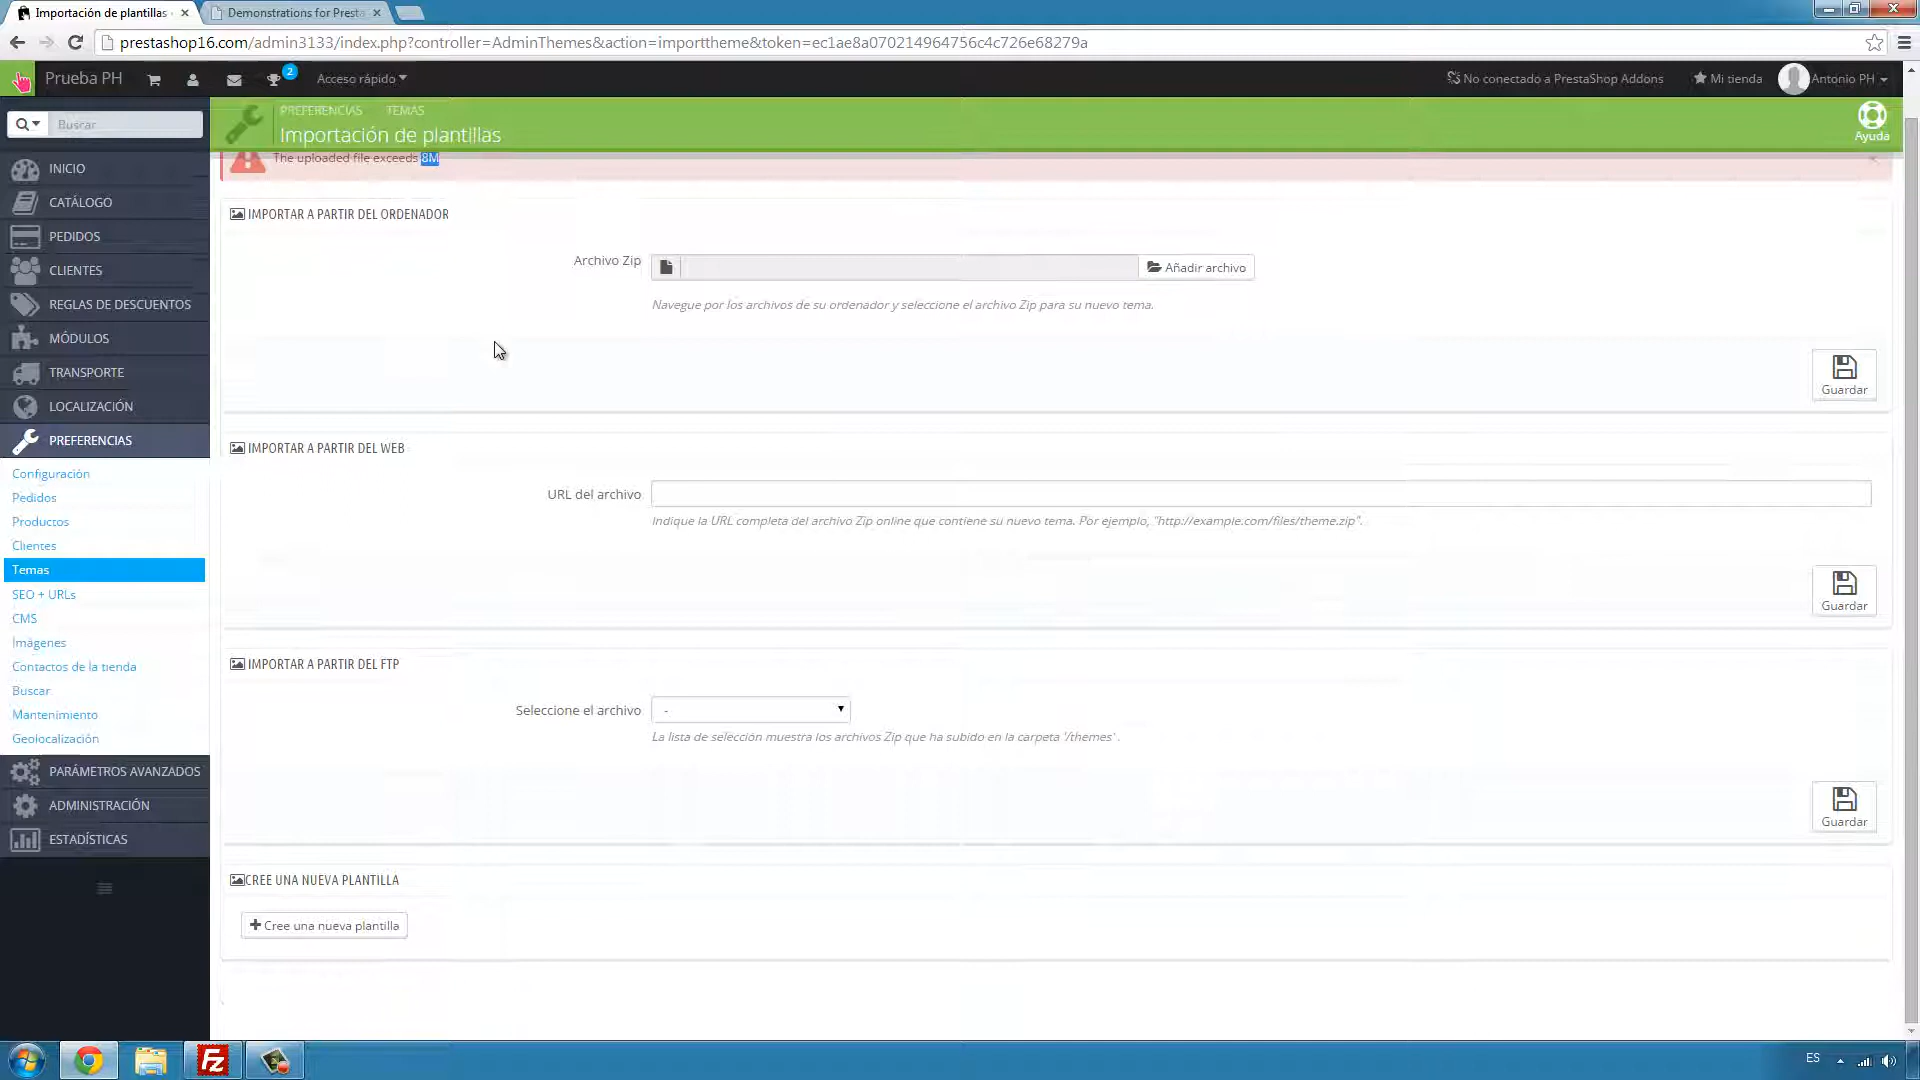 Importación de plantillas
Demonstrations for Presta
prestashop16.com/admin3133/index.php?controller=AdminThemes&action=importtheme&token=ec1ae8a070214964756c4c726e68279a
Prueba PH
2
Acceso rápido
No conectado a PrestaShop Addons
Mi tienda
Antonio PH
Buscar
PREFERENCIAS
TEMAS
Importación de plantillas
Ayuda
The uploaded file exceeds 8M
INICIO
CATÁLOGO
PEDIDOS
CLIENTES
REGLAS DE DESCUENTOS
MÓDULOS
TRANSPORTE
LOCALIZACIÓN
PREFERENCIAS
Configuración
Pedidos
Productos
Clientes
Temas
SEO + URLs
CMS
Imágenes
Contactos de la tienda
Buscar
Mantenimiento
Geolocalización
PARÁMETROS AVANZADOS
ADMINISTRACIÓN
ESTADÍSTICAS
IMPORTAR A PARTIR DEL ORDENADOR
Archivo Zip
Añadir archivo
Navegue por los archivos de su ordenador y seleccione el archivo Zip para su nuevo tema.
Guardar
IMPORTAR A PARTIR DEL WEB
URL del archivo
Indique la URL completa del archivo Zip online que contiene su nuevo tema. Por ejemplo, "http://example.com/files/theme.zip".
Guardar
IMPORTAR A PARTIR DEL FTP
Seleccione el archivo
-
La lista de selección muestra los archivos Zip que ha subido en la carpeta '/themes' .
Guardar
CREE UNA NUEVA PLANTILLA
Cree una nueva plantilla
Fz
ES